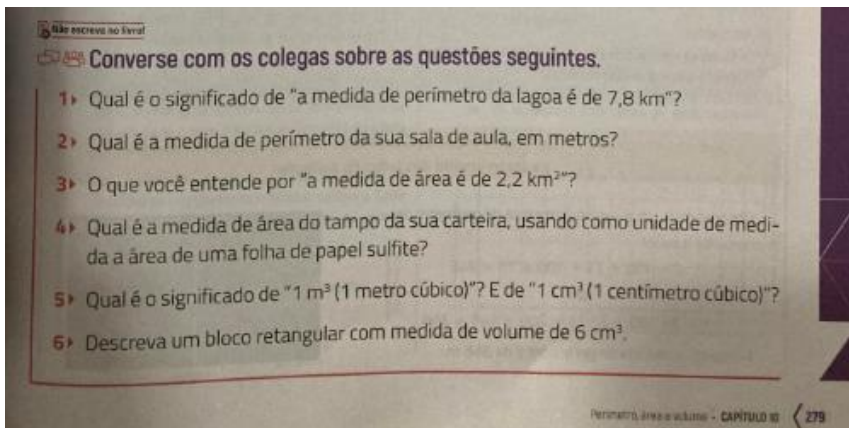 Não escreva no livro!
Converse com os colegas sobre as questões seguintes.
1 Qual é o significado de "a medida de perímetro da lagoa é de 7,8 km"?
2 Qual é a medida de perímetro da sua sala de aula, em metros?
3 O que você entende por "a medida de área é de 2,2 km²"?
4 Qual é a medida de área do tampo da sua carteira, usando como unidade de medi-
da a área de uma folha de papel sulfite?
5 Qual é o significado de "1 m³ (1 metro cúbico)"? E de "1 cm³ (1 centímetro cúbico)"?
6 Descreva um bloco retangular com medida de volume de 6 cm³.
Perímetro, área e volume • CAPÍTULO 10 279